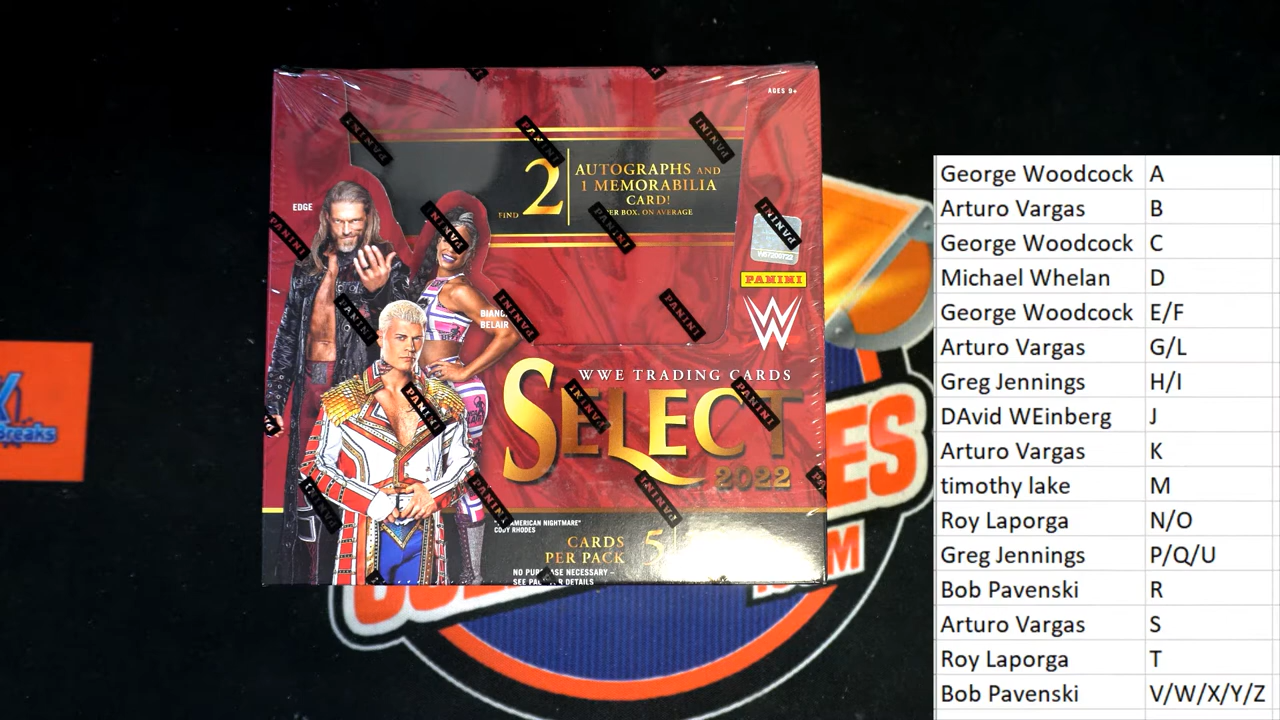 AGES 9+
FIND 2 AUTOGRAPHS AND
1 MEMORABILIA
CARD!
PER BOX, ON AVERAGE
EDGE
BIANCA
BELAIR
PANINI
W
WWE TRADING CARDS
SELECT
2022
AMERICAN NIGHTMARE"
CODY RHODES
CARDS
PER PACK 5
NO PURCHASE NECESSARY –
SEE PACK FOR DETAILS
Breaks
George Woodcock A
Arturo Vargas B
George Woodcock C
Michael Whelan D
George Woodcock E/F
Arturo Vargas G/L
Greg Jennings H/I
DAvid WEinberg J
Arturo Vargas K
timothy lake M
Roy Laporga N/O
Greg Jennings P/Q/U
Bob Pavenski R
Arturo Vargas S
Roy Laporga T
Bob Pavenski V/W/X/Y/Z